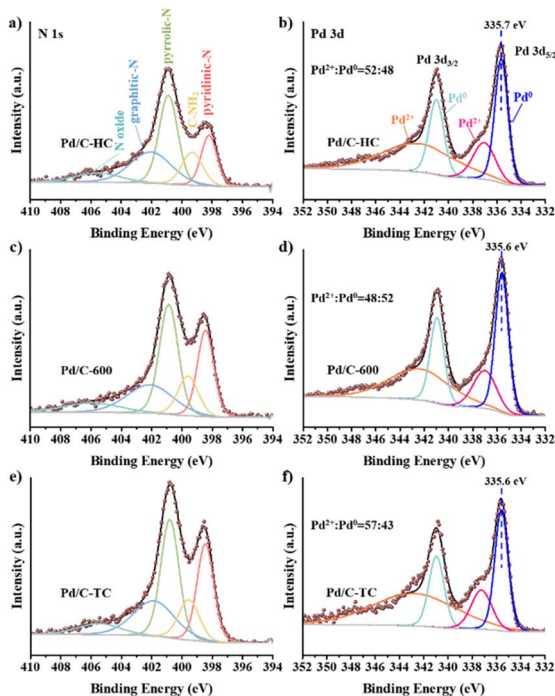 a)
N 1s
N oxide
graphitic-N
pyrrolic-N
C-NH₂
pyridinic-N
Pd/C-HC
Intensity (a.u.)
410 408 406 404 402 400 398 396 394
Binding Energy (eV)
b)
Pd 3d
335.7 eV
Pd 3d₃/₂
Pd 3d₅/₂
Pd²⁺:Pd⁰=52:48
Pd²⁺
Pd⁰
Pd²⁺
Pd⁰
Pd/C-HC
Intensity (a.u.)
352 350 348 346 344 342 340 338 336 334 332
Binding Energy (eV)
c)
Pd/C-600
Intensity (a.u.)
410 408 406 404 402 400 398 396 394
Binding Energy (eV)
d)
335.6 eV
Pd²⁺:Pd⁰=48:52
Pd/C-600
Intensity (a.u.)
352 350 348 346 344 342 340 338 336 334 332
Binding Energy (eV)
e)
Pd/C-TC
Intensity (a.u.)
410 408 406 404 402 400 398 396 394
Binding Energy (eV)
f)
335.6 eV
Pd²⁺:Pd⁰=57:43
Pd/C-TC
Intensity (a.u.)
352 350 348 346 344 342 340 338 336 334 332
Binding Energy (eV)